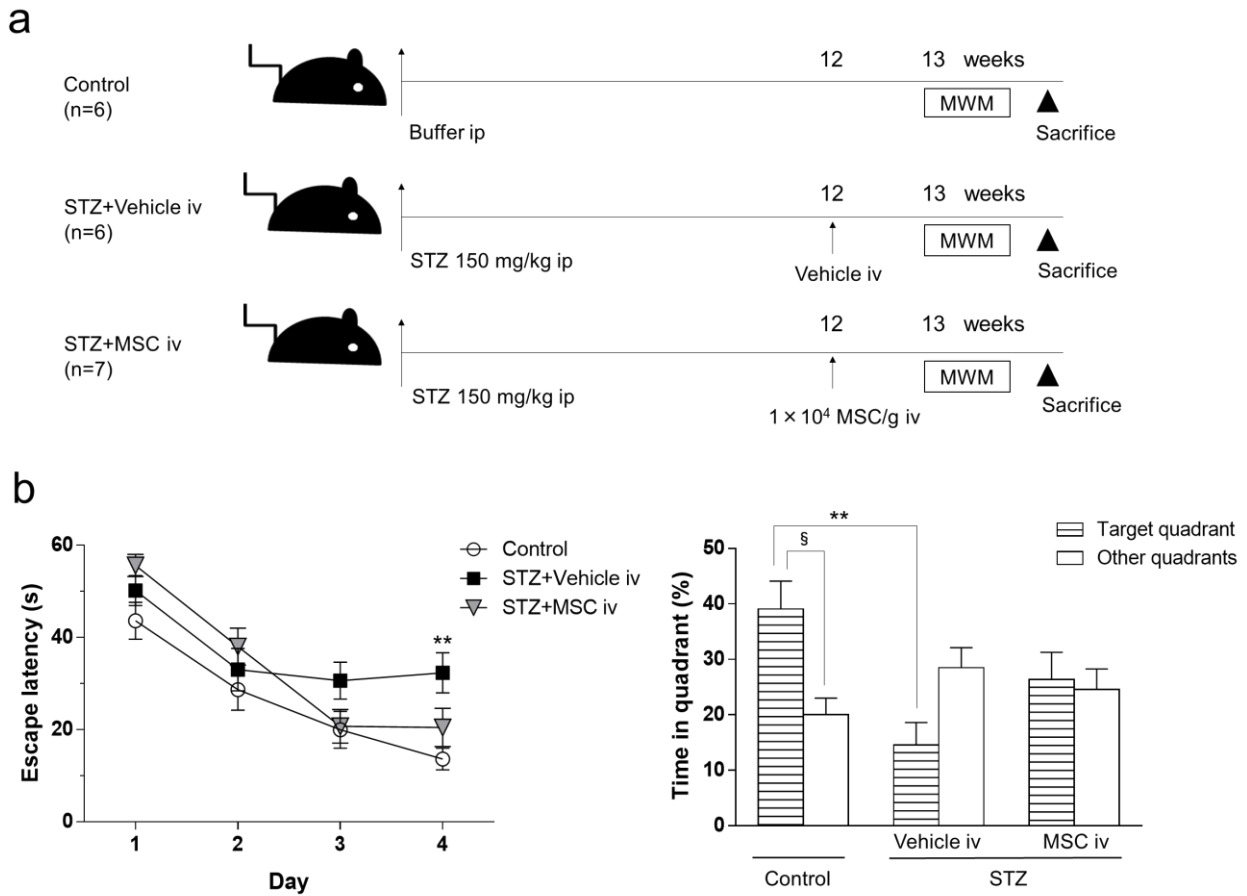 a
Control
(n=6)
Buffer ip
12
13 weeks
MWM
Sacrifice
STZ+Vehicle iv
(n=6)
STZ 150 mg/kg ip
12
Vehicle iv
13 weeks
MWM
Sacrifice
STZ+MSC iv
(n=7)
STZ 150 mg/kg ip
12
1 × 10⁴ MSC/g iv
13 weeks
MWM
Sacrifice
b
Escape latency (s)
60
40
20
0
1 2 3 4
Day
Control
STZ+Vehicle iv
STZ+MSC iv
**
Time in quadrant (%)
50
40
30
20
10
0
**
§
Target quadrant
Other quadrants
Vehicle iv MSC iv
Control STZ